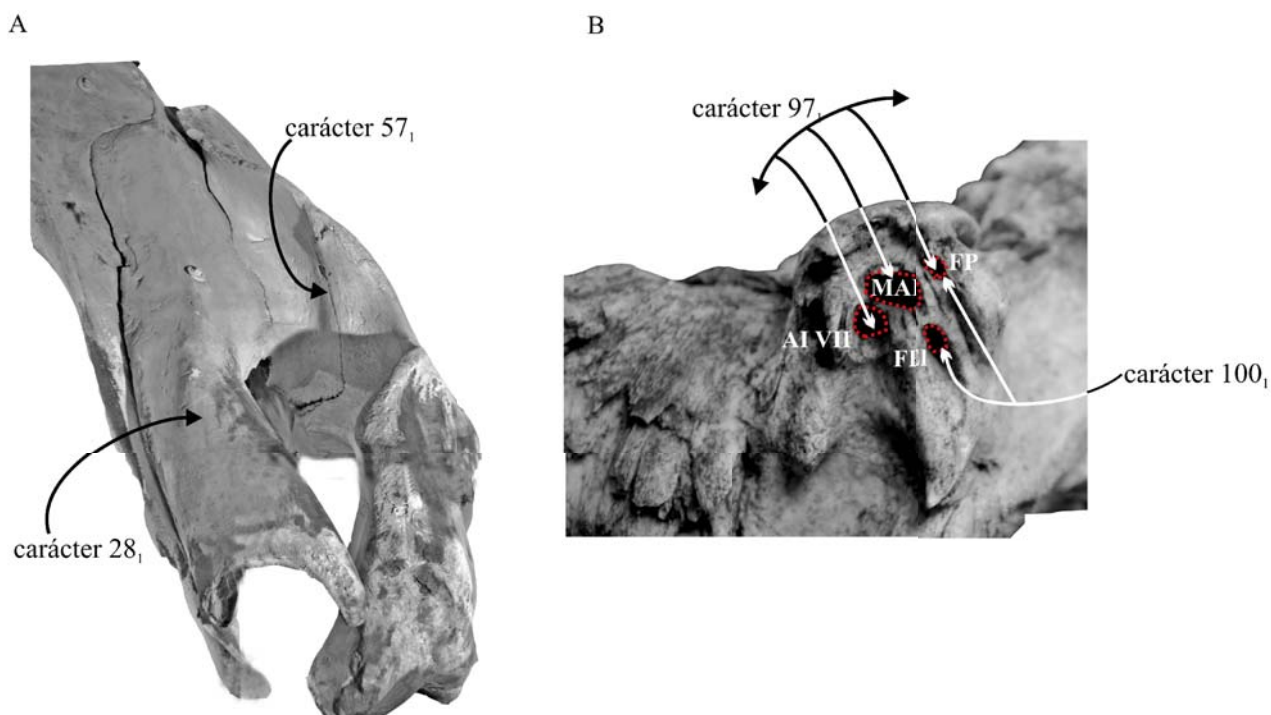 A
B
carácter 97₁
carácter 57₁
FP
MAI
AI VII
FEI
carácter 100₁
carácter 28₁